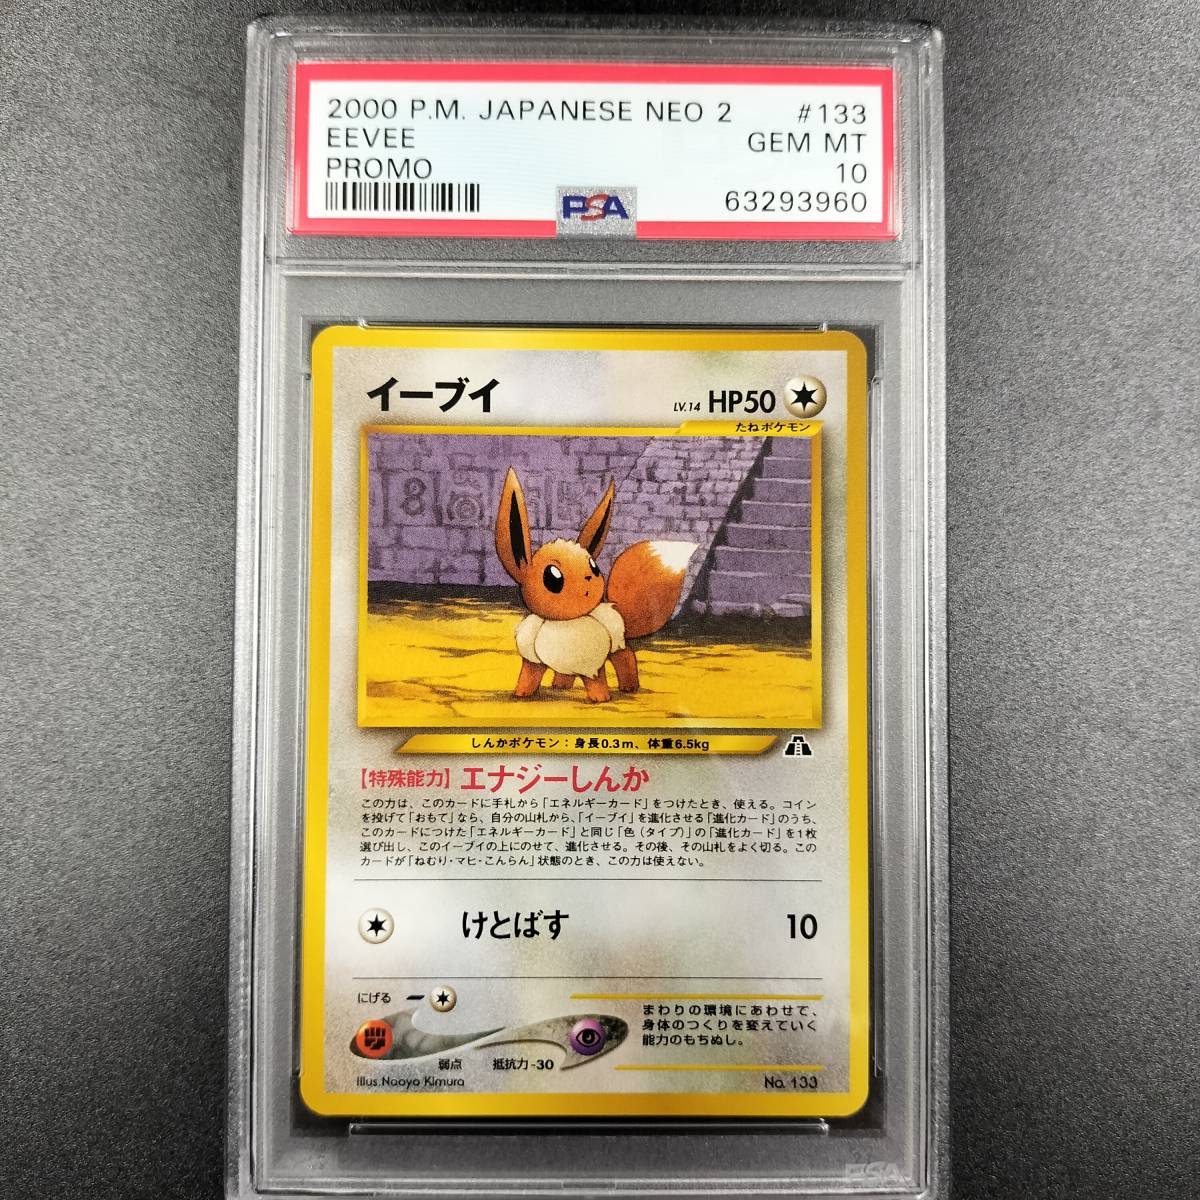 2000 P.M. JAPANESE NEO 2 #133
EEVEE GEM MT
PROMO 10
PSA 63293960
イーブイ LV.14 HP50
たねポケモン
8
しんかポケモン：身長0.3m、体重6.5kg
【特殊能力】エナジーしんか
この力は、このカードに手札から「エネルギーカード」をつけたとき、使える。コイン
を投げて「おもて」なら、自分の山札から、「イーブイ」を進化させる「進化カード」のうち、
このカードにつけた「エネルギーカード」と同じ「色（タイプ）」の「進化カード」を1枚
選び出し、このイーブイの上にのせて、進化させる。その後、その山札をよく切る。この
カードが「ねむり・マヒ・こんらん」状態のとき、この力は使えない。
けとばす 10
にげる
弱点 抵抗力-30
まわりの環境にあわせて、
身体のつくりを変えていく
能力のもちぬし。
Illus.Naoyo Kimura No. 133
PSA